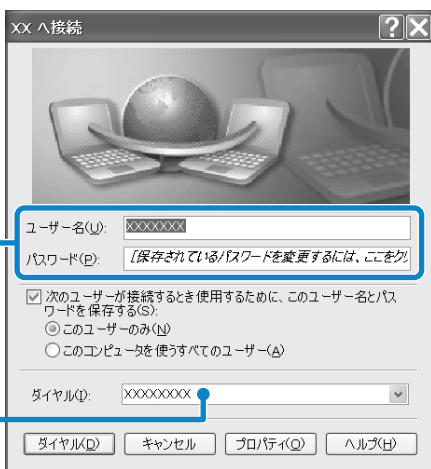 xx へ接続
ユーザー名(U):
XXXXXXX
パスワード(P):
[保存されているパスワードを変更するには、ここをクリ
次のユーザーが接続するとき使用するために、このユーザー名とパス
ワードを保存する(S):
このユーザーのみ(N)
このコンピュータを使うすべてのユーザー(A)
ダイヤル(I):
XXXXXXXX
ダイヤル(D)
キャンセル
プロパティ(O)
ヘルプ(H)